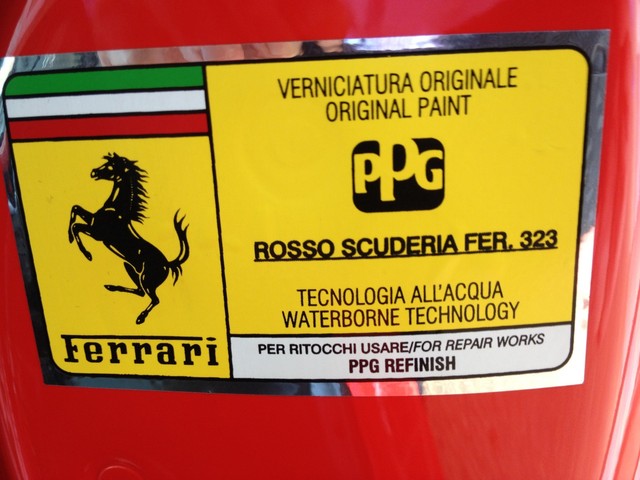 VERNICIATURA ORIGINALE
ORIGINAL PAINT
PPG
ROSSO SCUDERIA FER. 323
TECNOLOGIA ALL'ACQUA
WATERBORNE TECHNOLOGY
Ferrari
PER RITOCCHI USARE/FOR REPAIR WORKS
PPG REFINISH